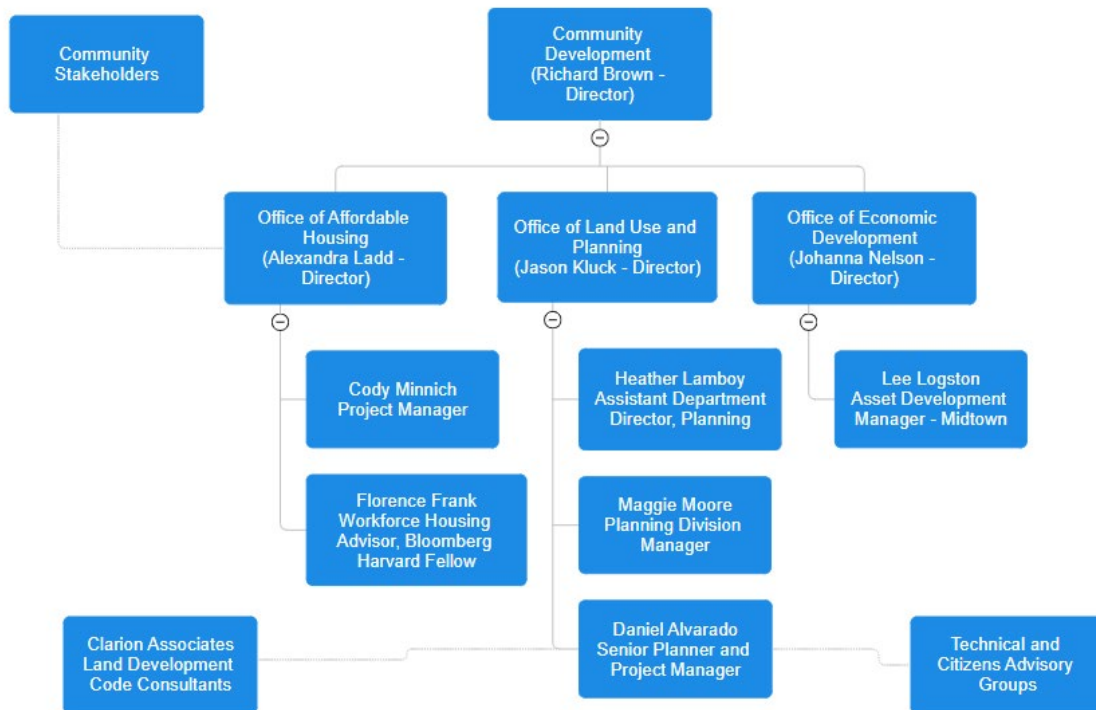 Community
Stakeholders
Community
Development
(Richard Brown -
Director)
Office of Affordable
Housing
(Alexandra Ladd -
Director)
Office of Land Use and
Planning
(Jason Kluck - Director)
Office of Economic
Development
(Johanna Nelson -
Director)
Cody Minnich
Project Manager
Heather Lamboy
Assistant Department
Director, Planning
Lee Logston
Asset Development
Manager - Midtown
Florence Frank
Workforce Housing
Advisor, Bloomberg
Harvard Fellow
Maggie Moore
Planning Division
Manager
Clarion Associates
Land Development
Code Consultants
Daniel Alvarado
Senior Planner and
Project Manager
Technical and
Citizens Advisory
Groups